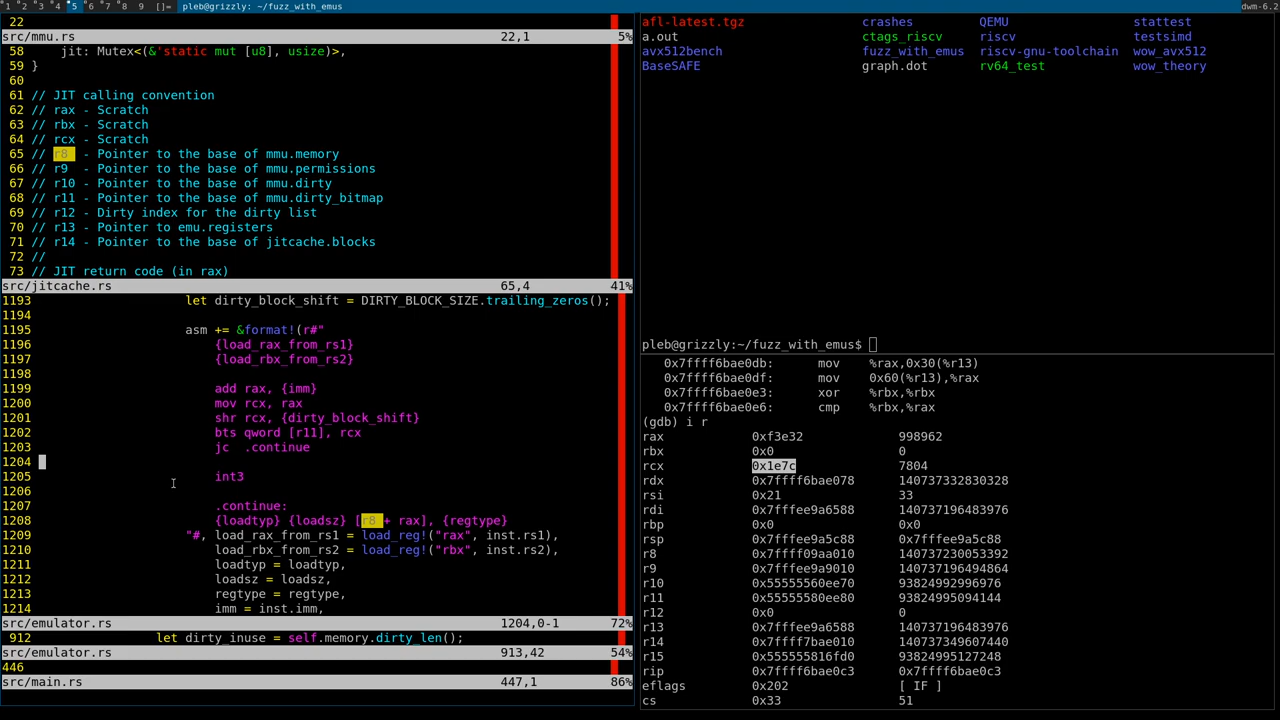 1 2 3 4 5 6 7 8 9 []= pleb@grizzly: ~/fuzz_with_emus dwm-6.2
22
src/mmu.rs 22,1 5%
58 jit: Mutex<(&'static mut [u8], usize)>,
59 }
60
61 // JIT calling convention
62 // rax - Scratch
63 // rbx - Scratch
64 // rcx - Scratch
65 // r8 - Pointer to the base of mmu.memory
66 // r9 - Pointer to the base of mmu.permissions
67 // r10 - Pointer to the base of mmu.dirty
68 // r11 - Pointer to the base of mmu.dirty_bitmap
69 // r12 - Dirty index for the dirty list
70 // r13 - Pointer to emu.registers
71 // r14 - Pointer to the base of jitcache.blocks
72 //
73 // JIT return code (in rax)
src/jitcache.rs 65,4 41%
1193 let dirty_block_shift = DIRTY_BLOCK_SIZE.trailing_zeros();
1194
1195 asm += &format!(r#"
1196 {load_rax_from_rs1}
1197 {load_rbx_from_rs2}
1198
1199 add rax, {imm}
1200 mov rcx, rax
1201 shr rcx, {dirty_block_shift}
1202 bts qword [r11], rcx
1203 jc .continue
1204
1205 int3
1206
1207 .continue:
1208 {loadtyp} {loadsz} [r8 + rax], {regtype}
1209 "#, load_rax_from_rs1 = load_reg!("rax", inst.rs1),
1210 load_rbx_from_rs2 = load_reg!("rbx", inst.rs2),
1211 loadtyp = loadtyp,
1212 loadsz = loadsz,
1213 regtype = regtype,
1214 imm = inst.imm,
src/emulator.rs 1204,0-1 72%
912 let dirty_inuse = self.memory.dirty_len();
src/emulator.rs 913,42 54%
446
src/main.rs 447,1 86%
afl-latest.tgz crashes QEMU stattest
a.out ctags_riscv riscv testsimd
avx512bench fuzz_with_emus riscv-gnu-toolchain wow_avx512
BaseSAFE graph.dot rv64_test wow_theory
pleb@grizzly:~/fuzz_with_emus$
0x7ffff6bae0db: mov %rax,0x30(%r13)
0x7ffff6bae0df: mov 0x60(%r13),%rax
0x7ffff6bae0e3: xor %rbx,%rbx
0x7ffff6bae0e6: cmp %rbx,%rax
(gdb) i r
rax 0xf3e32 998962
rbx 0x0 0
rcx 0x1e7c 7804
rdx 0x7ffff6bae078 140737332830328
rsi 0x21 33
rdi 0x7fffee9a6588 140737196483976
rbp 0x0 0x0
rsp 0x7fffee9a5c88 0x7fffee9a5c88
r8 0x7ffff09aa010 140737230053392
r9 0x7fffee9a9010 140737196494864
r10 0x55555560ee70 93824992996976
r11 0x55555580ee80 93824995094144
r12 0x0 0
r13 0x7fffee9a6588 140737196483976
r14 0x7ffff7bae010 140737349607440
r15 0x555555816fd0 93824995127248
rip 0x7ffff6bae0c3 0x7ffff6bae0c3
eflags 0x202 [ IF ]
cs 0x33 51